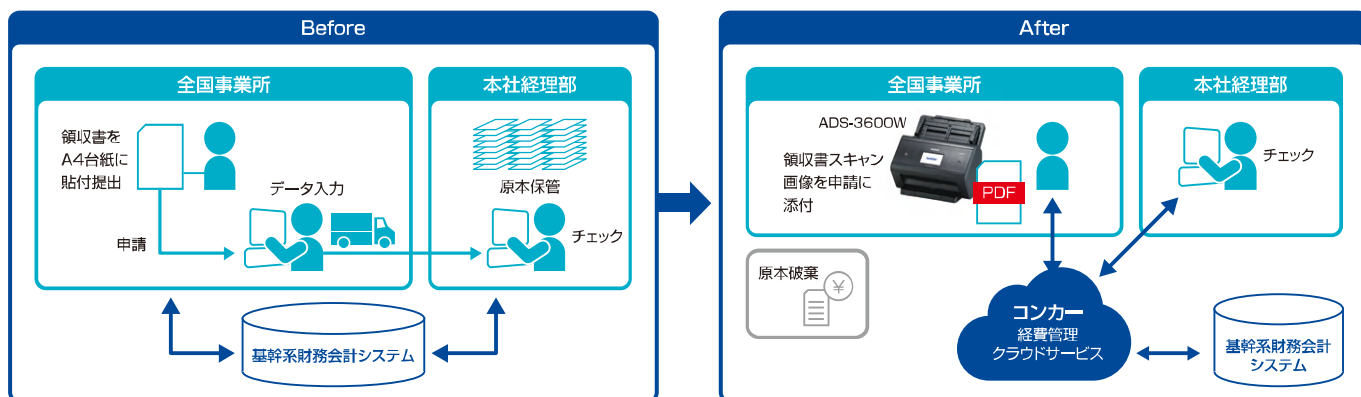 Before
全国事業所
領収書を
A4台紙に
貼付提出
データ入力
申請
本社経理部
原本保管
チェック
基幹系財務会計システム
After
全国事業所
ADS-3600W
領収書スキャン
画像を申請に
添付
PDF
本社経理部
チェック
原本破棄
¥
コンカー
経費管理
クラウドサービス
基幹系財務会計
システム